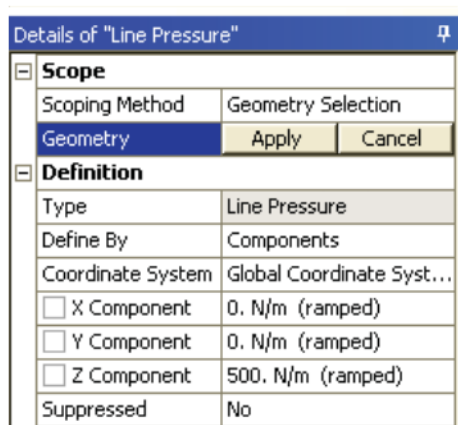 Details of "Line Pressure"
Scope
Scoping Method Geometry Selection
Geometry Apply Cancel
Definition
Type Line Pressure
Define By Components
Coordinate System Global Coordinate Syst...
X Component 0. N/m (ramped)
Y Component 0. N/m (ramped)
Z Component 500. N/m (ramped)
Suppressed No